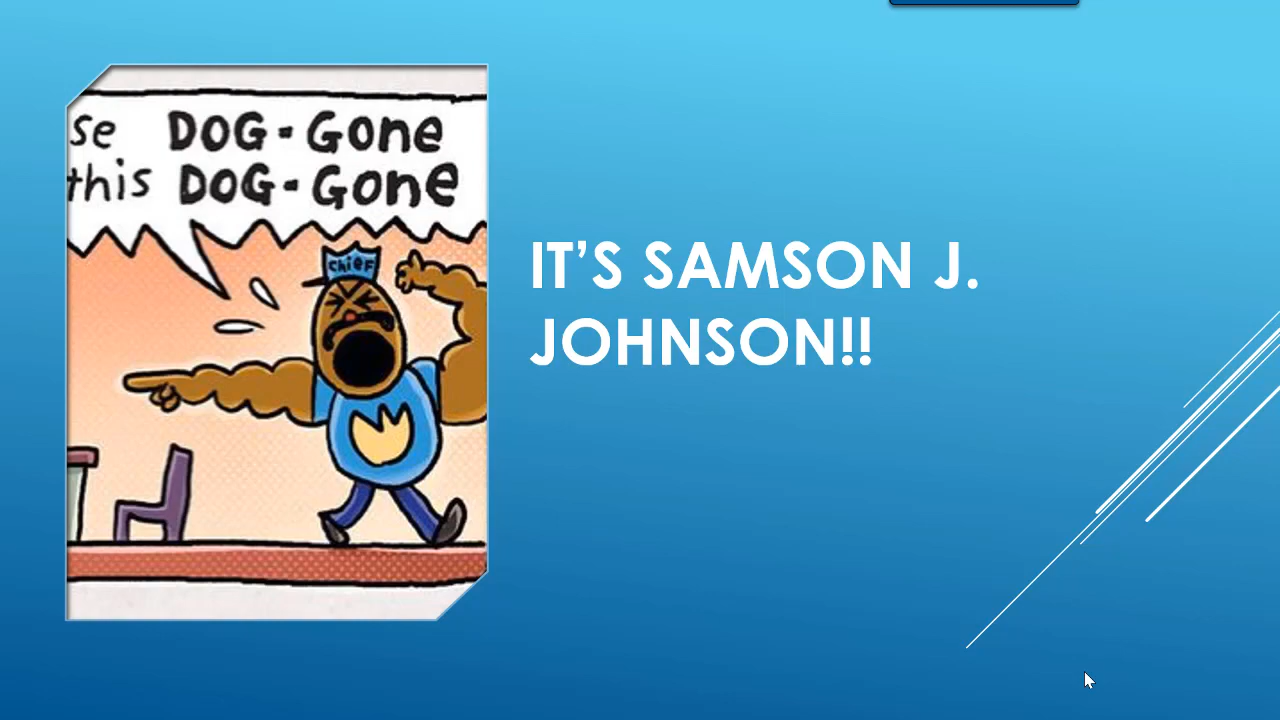 se DOG-Gone
this DOG-Gone
CHIEF
IT’S SAMSON J.
JOHNSON!!